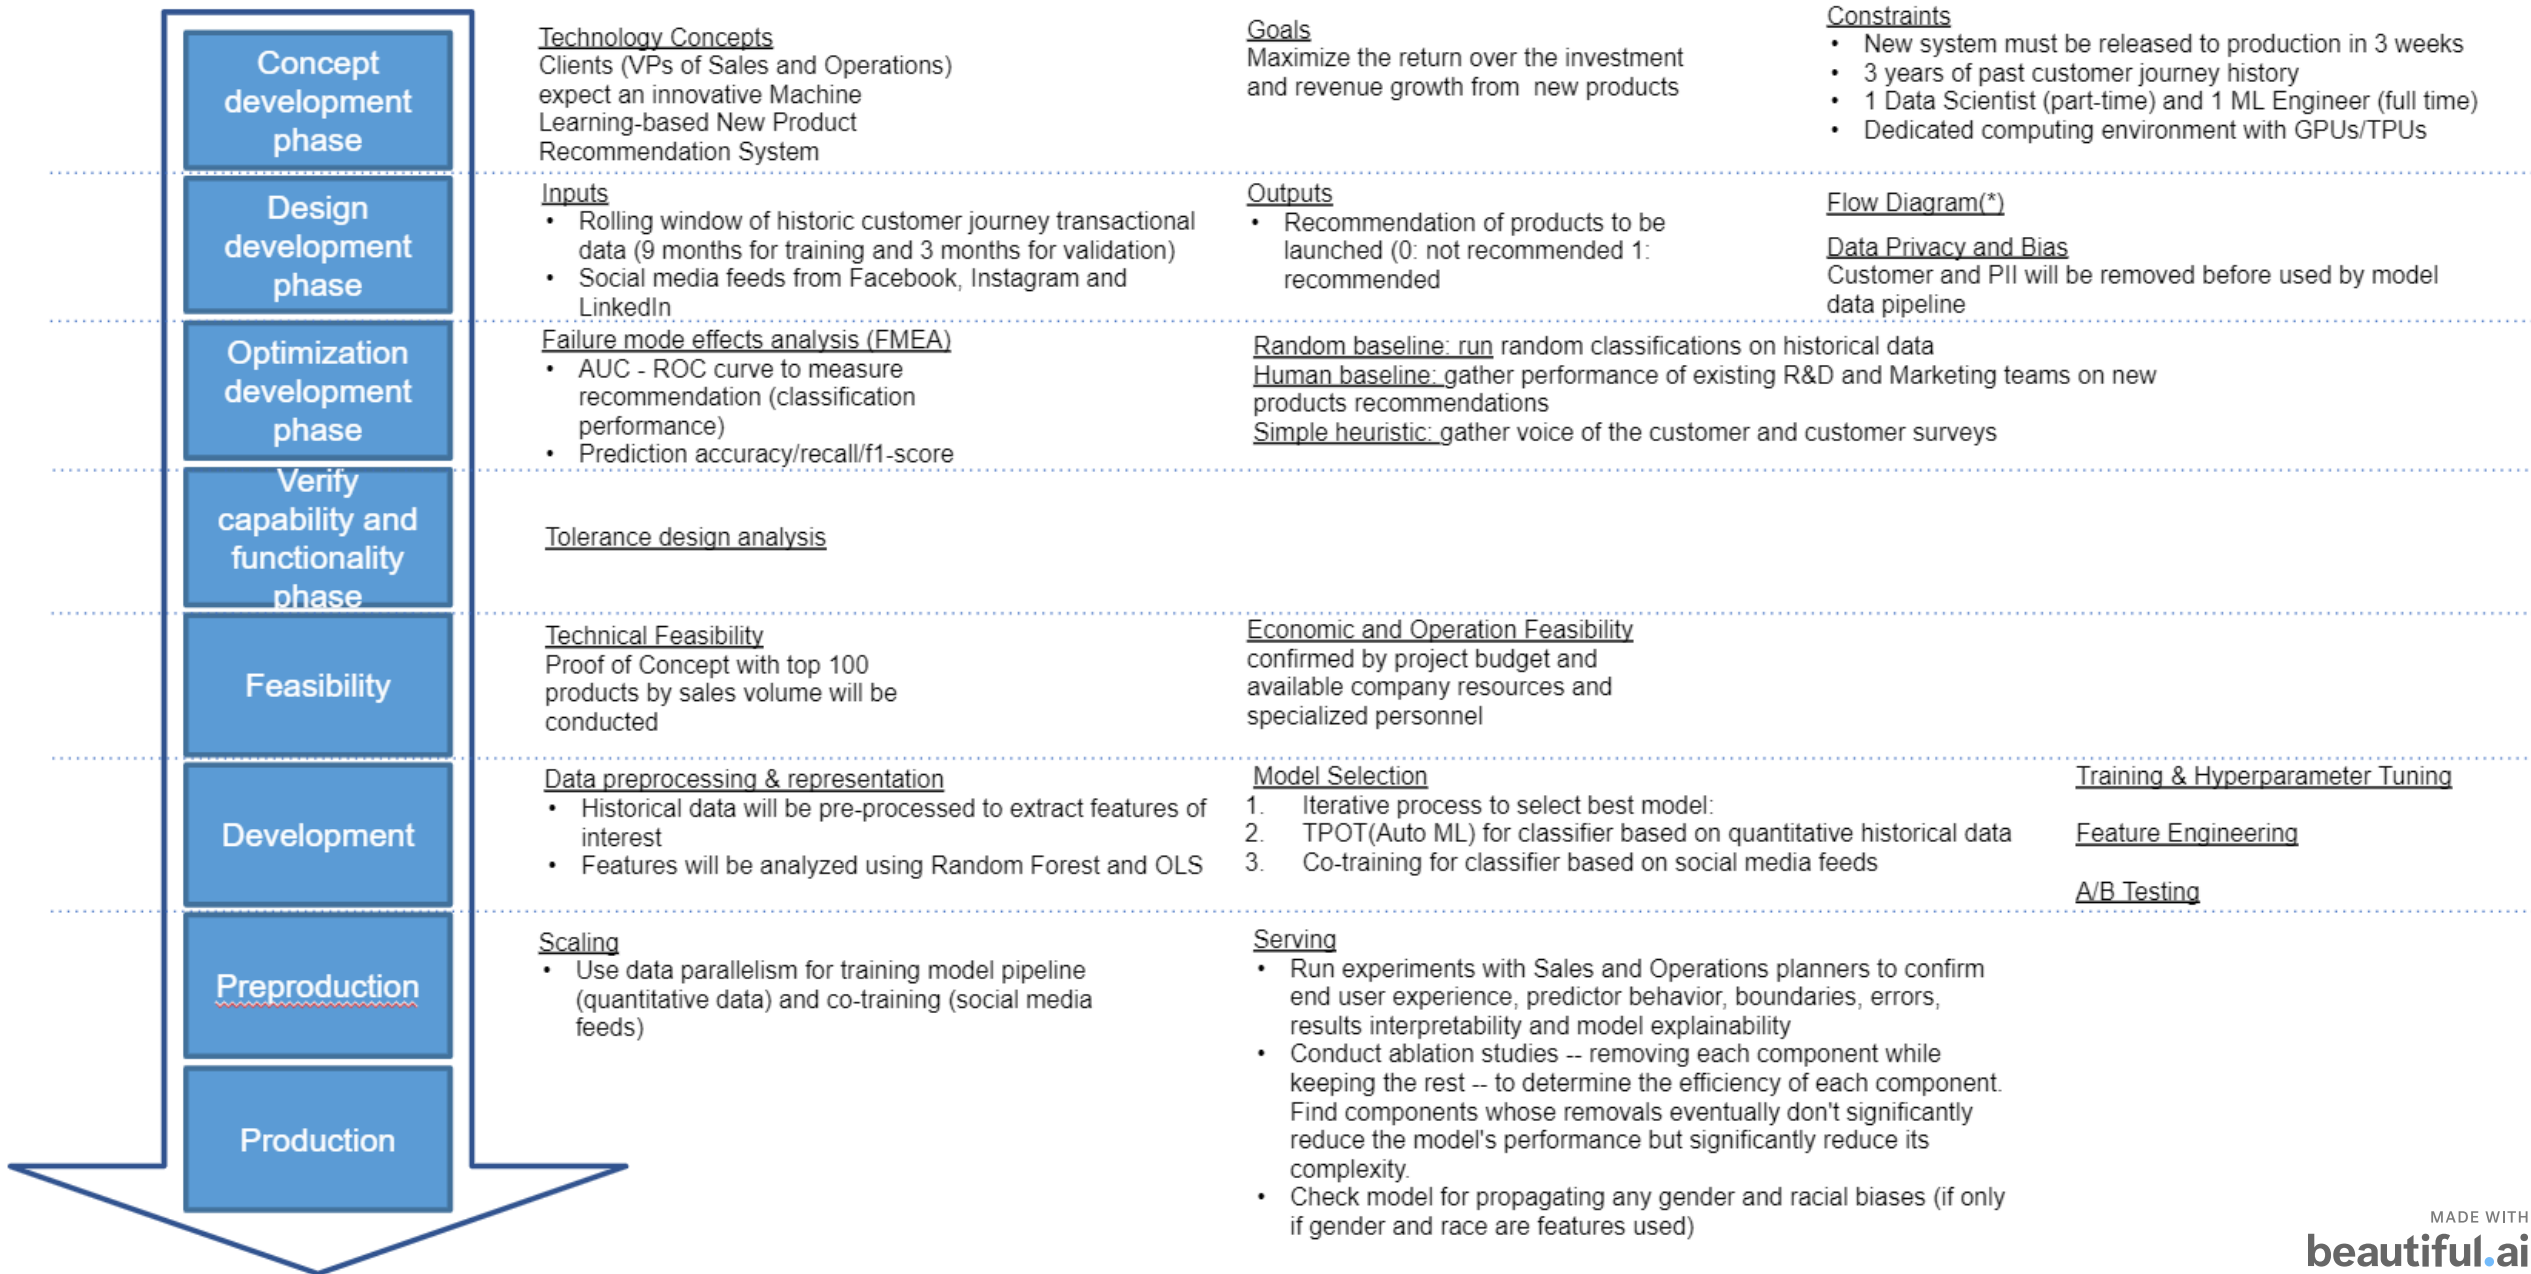 Concept
development
phase
Technology Concepts
Clients (VPs of Sales and Operations)
expect an innovative Machine
Learning-based New Product
Recommendation System
Goals
Maximize the return over the investment
and revenue growth from new products
Constraints
• New system must be released to production in 3 weeks
• 3 years of past customer journey history
• 1 Data Scientist (part-time) and 1 ML Engineer (full time)
• Dedicated computing environment with GPUs/TPUs
Design
development
phase
Inputs
• Rolling window of historic customer journey transactional
data (9 months for training and 3 months for validation)
• Social media feeds from Facebook, Instagram and
LinkedIn
Outputs
• Recommendation of products to be
launched (0: not recommended 1:
recommended
Flow Diagram(*)
Data Privacy and Bias
Customer and PII will be removed before used by model
data pipeline
Optimization
development
phase
Failure mode effects analysis (FMEA)
• AUC - ROC curve to measure
recommendation (classification
performance)
• Prediction accuracy/recall/f1-score
Random baseline: run random classifications on historical data
Human baseline: gather performance of existing R&D and Marketing teams on new
products recommendations
Simple heuristic: gather voice of the customer and customer surveys
Verify
capability and
functionality
phase
Tolerance design analysis
Feasibility
Technical Feasibility
Proof of Concept with top 100
products by sales volume will be
conducted
Economic and Operation Feasibility
confirmed by project budget and
available company resources and
specialized personnel
Development
Data preprocessing & representation
• Historical data will be pre-processed to extract features of
interest
• Features will be analyzed using Random Forest and OLS
Model Selection
1. Iterative process to select best model:
2. TPOT(Auto ML) for classifier based on quantitative historical data
3. Co-training for classifier based on social media feeds
Training & Hyperparameter Tuning
Feature Engineering
A/B Testing
Preproduction
Scaling
• Use data parallelism for training model pipeline
(quantitative data) and co-training (social media
feeds)
Serving
• Run experiments with Sales and Operations planners to confirm
end user experience, predictor behavior, boundaries, errors,
results interpretability and model explainability
• Conduct ablation studies -- removing each component while
keeping the rest -- to determine the efficiency of each component.
Find components whose removals eventually don't significantly
reduce the model's performance but significantly reduce its
complexity.
• Check model for propagating any gender and racial biases (if only
if gender and race are features used)
Production
MADE WITH
beautiful.ai